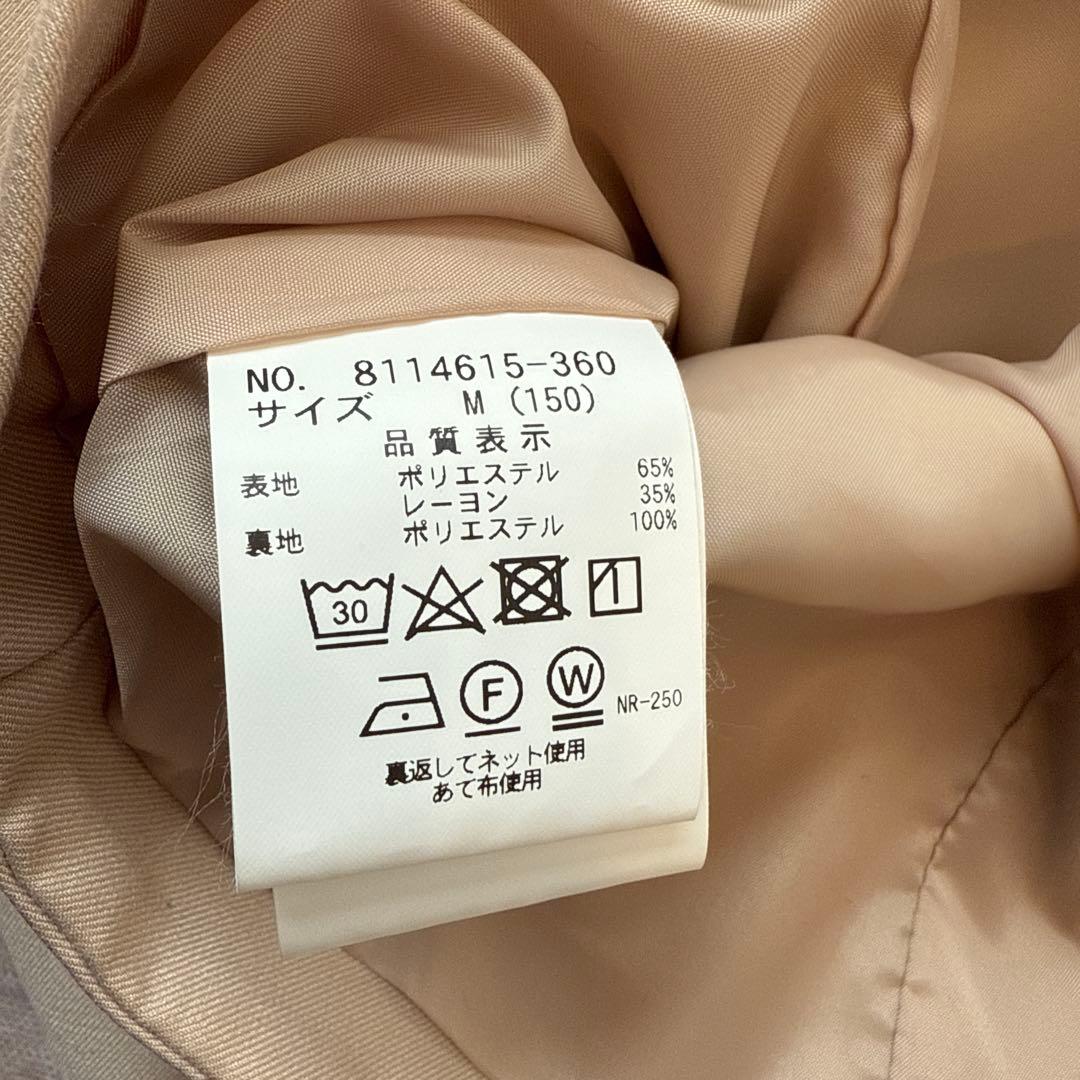 NO. 8114615-360
サイズ M (150)
品質表示
表地 ポリエステル 65%
レーヨン 35%
裏地 ポリエステル 100%
30
F W NR-250
裏返してネット使用
あて布使用